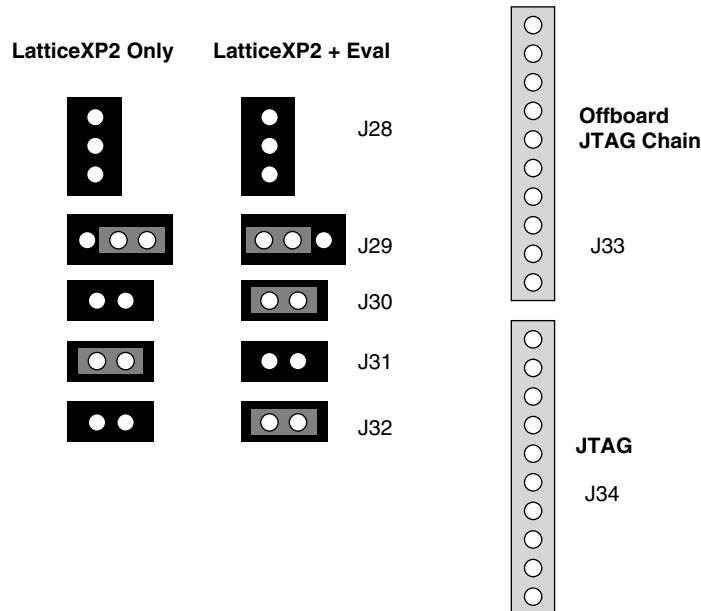 LatticeXP2 Only
LatticeXP2 + Eval
J28
J29
J30
J31
J32
Offboard
JTAG Chain
J33
JTAG
J34